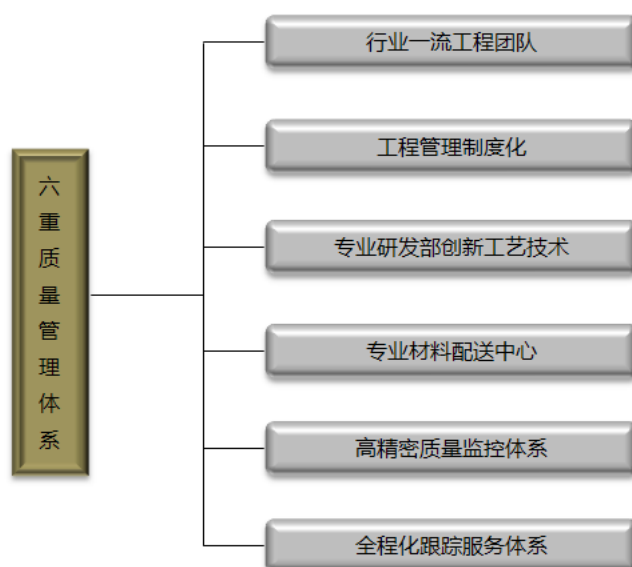 六重质量管理体系
行业一流工程团队
工程管理制度化
专业研发部创新工艺技术
专业材料配送中心
高精密质量监控体系
全程化跟踪服务体系